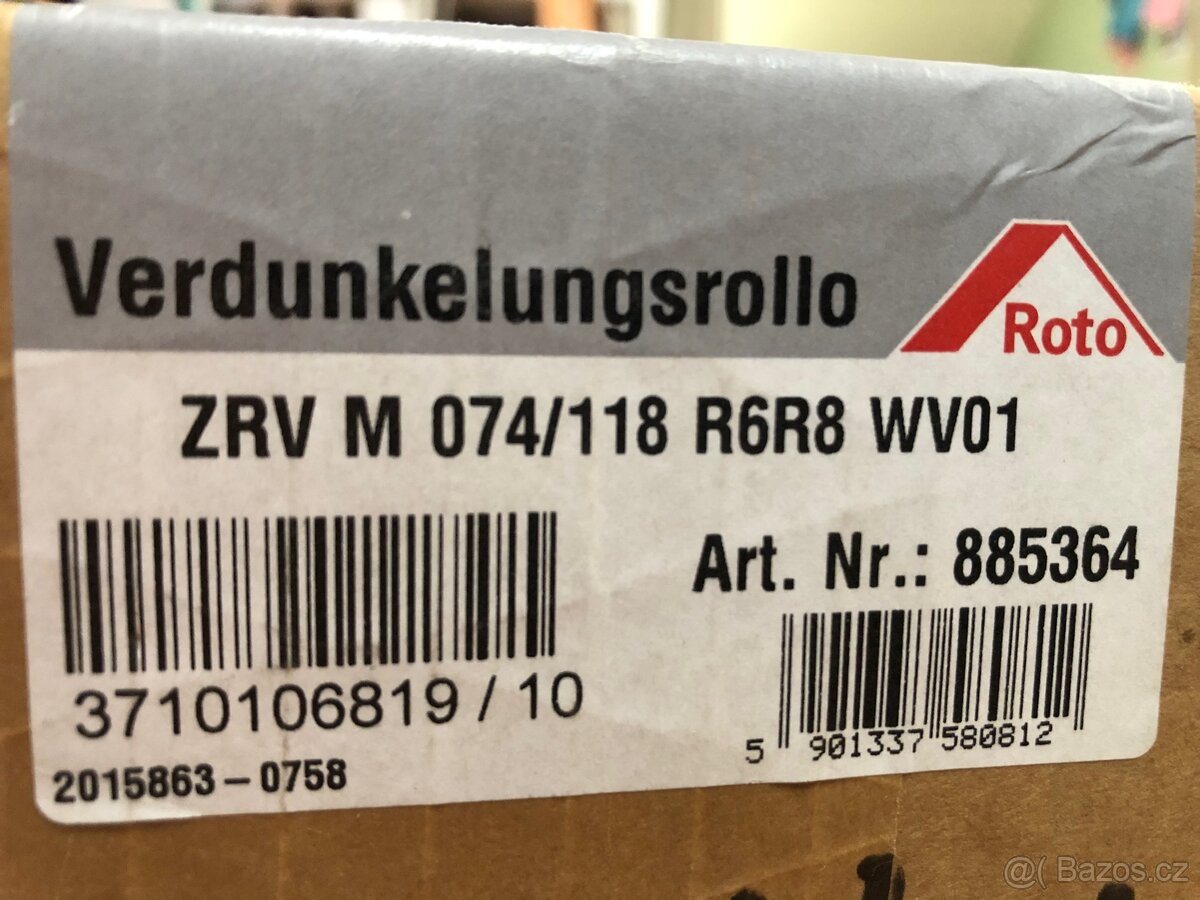 Verdunkelungsrollo
Roto
ZRV M 074/118 R6R8 WV01
Art. Nr.: 885364
3710106819 / 10
5 901337 580812
2015863 – 0758
@( Bazos.cz